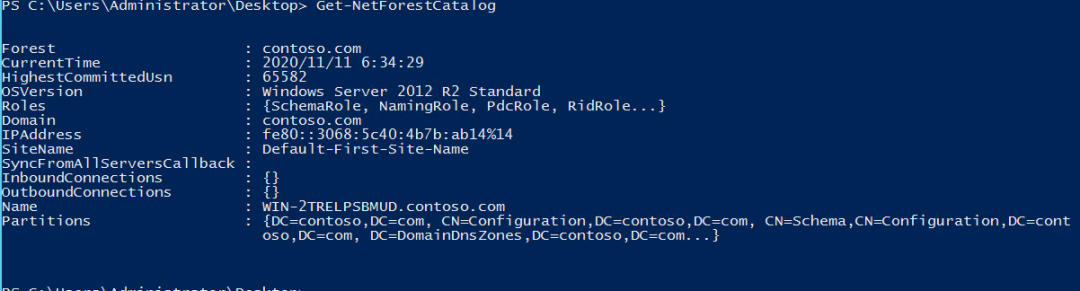 PS C:\Users\Administrator\Desktop> Get-NetForestCatalog
Forest : contoso.com
CurrentTime : 2020/11/11 6:34:29
HighestCommittedUsn : 65582
OSVersion : Windows Server 2012 R2 Standard
Roles : {SchemaRole, NamingRole, PdcRole, RidRole...}
Domain : contoso.com
IPAddress : fe80::3068:5c40:4b7b:ab14%14
SiteName : Default-First-Site-Name
SyncFromAllServersCallback :
InboundConnections : {}
OutboundConnections : {}
Name : WIN-2TRELPSBMUD.contoso.com
Partitions : {DC=contoso,DC=com, CN=Configuration,DC=contoso,DC=com, CN=Schema,CN=Configuration,DC=cont
oso,DC=com, DC=DomainDnsZones,DC=contoso,DC=com...}
PS C:\Users\Administrator\Desktop>